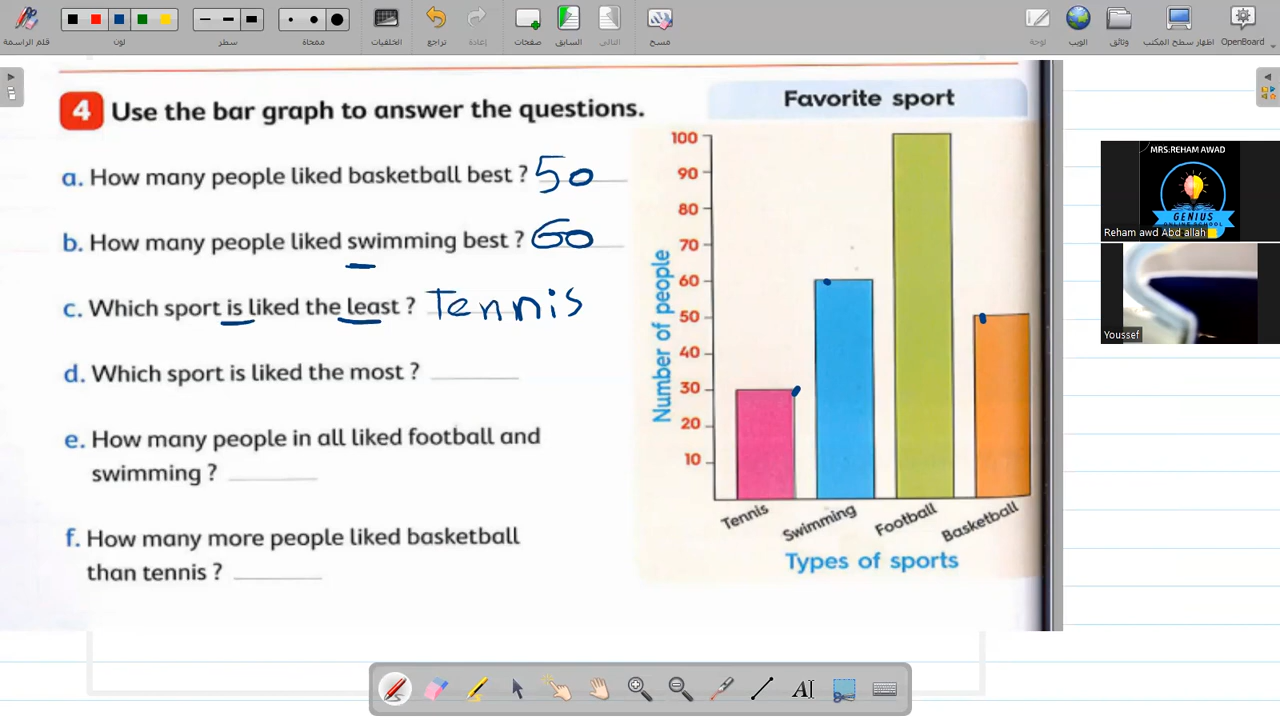 قلم الراسمة
لون
سطر
ممحاة
الخلفيات
تراجع
إعادة
صفحات
السابق
التالي
مسح
لوحة
الويب
وثائق
اظهار سطح المكتب
OpenBoard
4 Use the bar graph to answer the questions.
a. How many people liked basketball best ? 50
b. How many people liked swimming best ? 60
c. Which sport is liked the least ? Tennis
d. Which sport is liked the most ?
e. How many people in all liked football and
swimming ?
f. How many more people liked basketball
than tennis ?
Favorite sport
Number of people
100
90
80
70
60
50
40
30
20
10
Tennis
Swimming
Football
Basketball
Types of sports
MRS.REHAM AWAD
GENIUS
ONLINE SCHOOL
Reham awd Abd allah
Youssef
AI